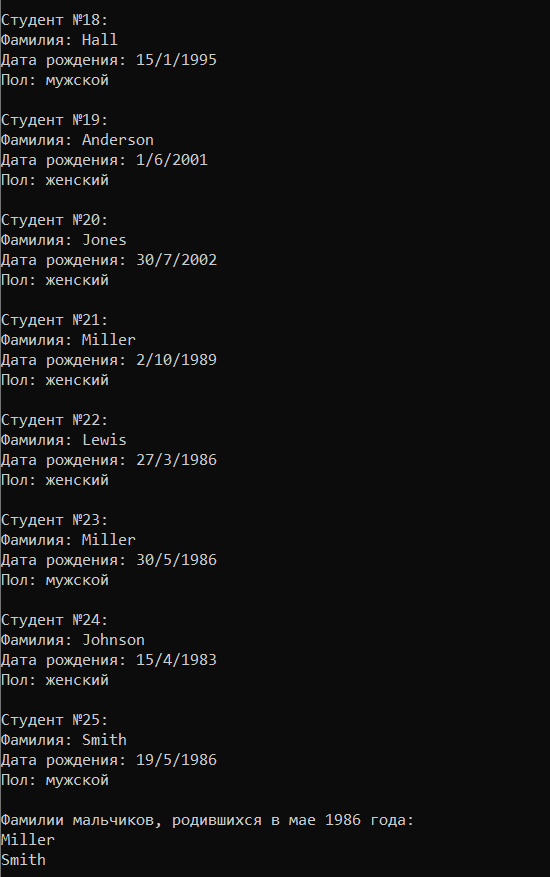 Студент №18:
Фамилия: Hall
Дата рождения: 15/1/1995
Пол: мужской
Студент №19:
Фамилия: Anderson
Дата рождения: 1/6/2001
Пол: женский
Студент №20:
Фамилия: Jones
Дата рождения: 30/7/2002
Пол: женский
Студент №21:
Фамилия: Miller
Дата рождения: 2/10/1989
Пол: женский
Студент №22:
Фамилия: Lewis
Дата рождения: 27/3/1986
Пол: женский
Студент №23:
Фамилия: Miller
Дата рождения: 30/5/1986
Пол: мужской
Студент №24:
Фамилия: Johnson
Дата рождения: 15/4/1983
Пол: женский
Студент №25:
Фамилия: Smith
Дата рождения: 19/5/1986
Пол: мужской
Фамилии мальчиков, родившихся в мае 1986 года:
Miller
Smith